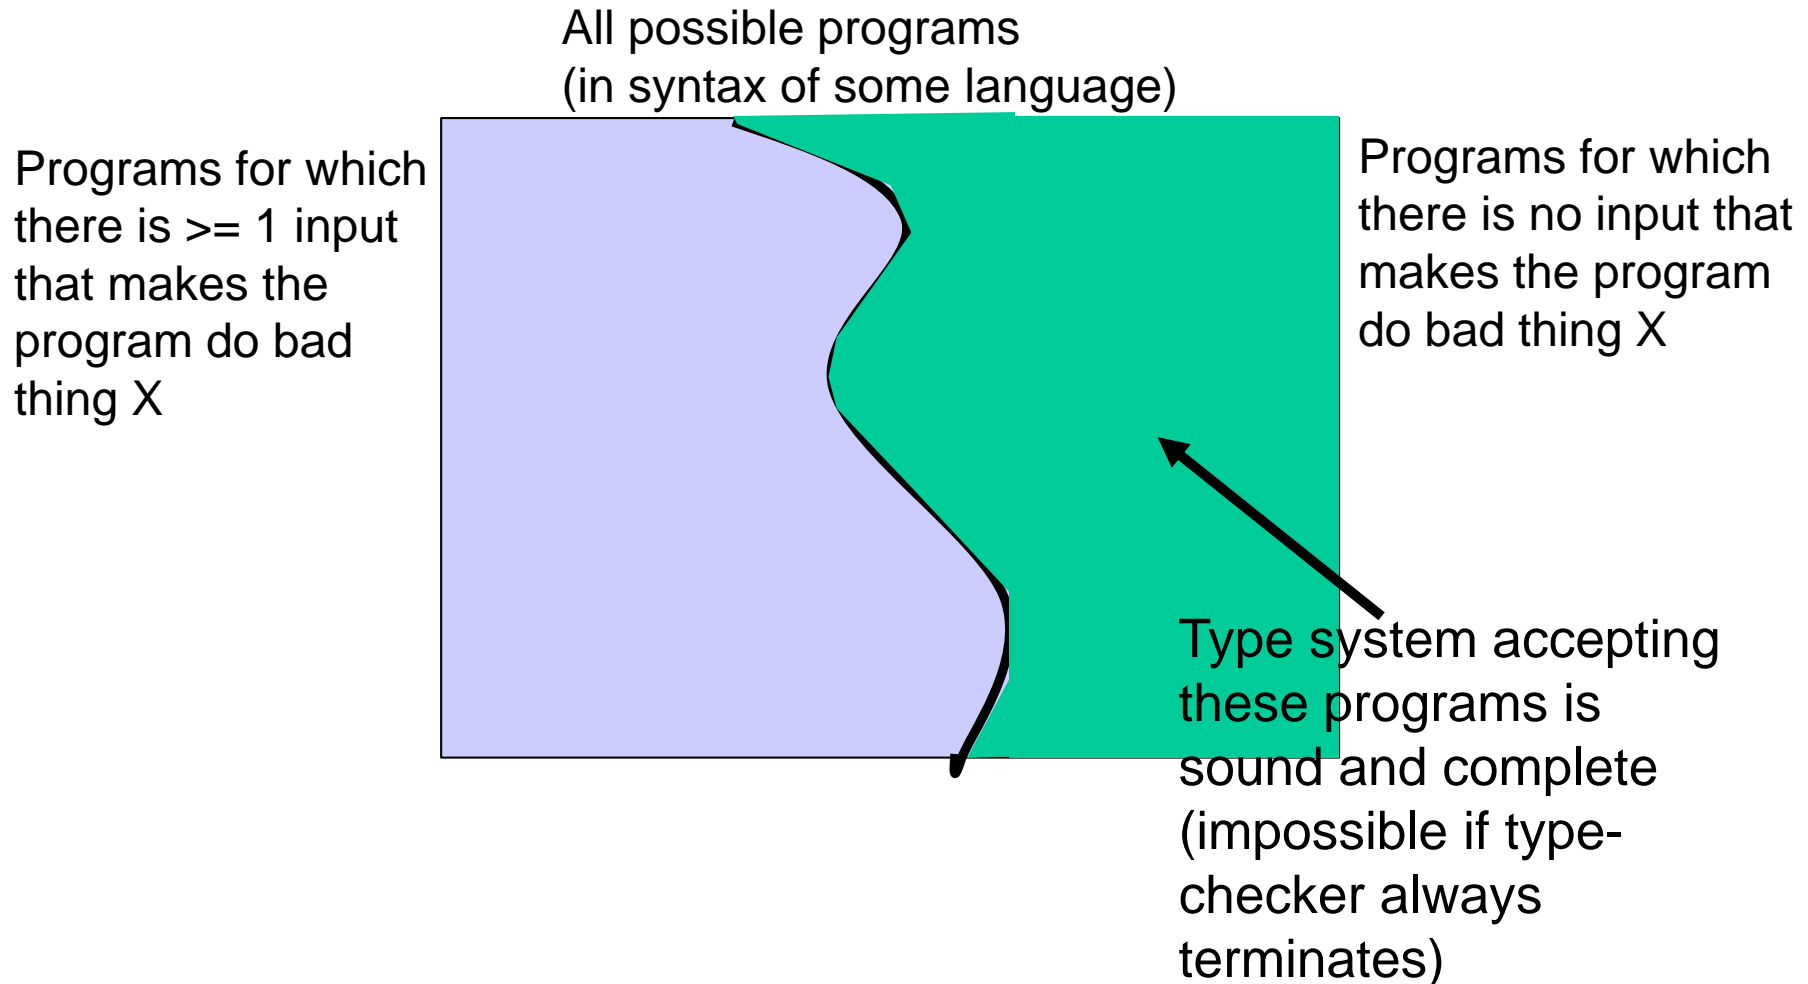 All possible programs
(in syntax of some language)
Programs for which
there is >= 1 input
that makes the
program do bad
thing X
Programs for which
there is no input that
makes the program
do bad thing X
Type system accepting
these programs is
sound and complete
(impossible if type-
checker always
terminates)